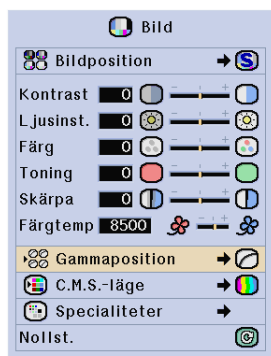 Bild
Bildposition S
Kontrast 0
Ljusinst. 0
Färg 0
Toning 0
Skärpa 0
Färgtemp 8500
Gammaposition
C.M.S.-läge
Specialiteter
Nollst.